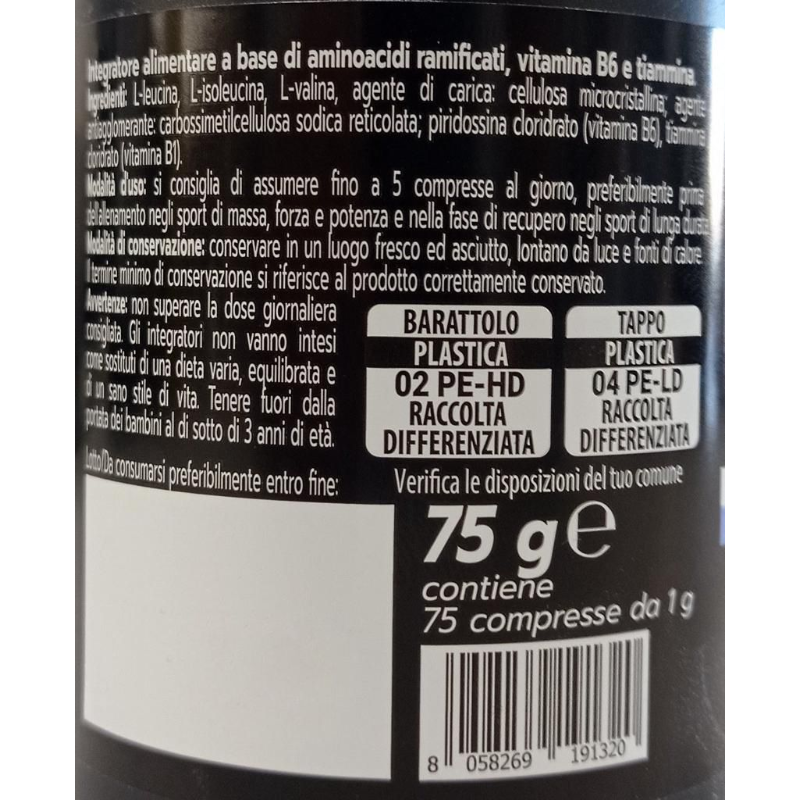 Integratore alimentare a base di aminoacidi ramificati, vitamina B6 e tiammina.
Ingredienti: L-leucina, L-isoleucina, L-valina, agente di carica: cellulosa microcristallina; agente
antiagglomerante: carbossimetilcellulosa sodica reticolata; piridossina cloridrato (vitamina B6), tiammina
cloridrato (vitamina B1).
Modalità d'uso: si consiglia di assumere fino a 5 compresse al giorno, preferibilmente prima
dell'allenamento negli sport di massa, forza e potenza e nella fase di recupero negli sport di lunga durata.
Modalità di conservazione: conservare in un luogo fresco ed asciutto, lontano da luce e fonti di calore.
Il termine minimo di conservazione si riferisce al prodotto correttamente conservato.
Avvertenze: non superare la dose giornaliera
consigliata. Gli integratori non vanno intesi
come sostituti di una dieta varia, equilibrata e
di un sano stile di vita. Tenere fuori dalla
portata dei bambini al di sotto di 3 anni di età.
Lotto/Da consumarsi preferibilmente entro fine:
BARATTOLO
PLASTICA
02 PE-HD
RACCOLTA
DIFFERENZIATA
TAPPO
PLASTICA
04 PE-LD
RACCOLTA
DIFFERENZIATA
Verifica le disposizioni del tuo comune
75 g e
contiene
75 compresse da 1 g
8 058269 191320